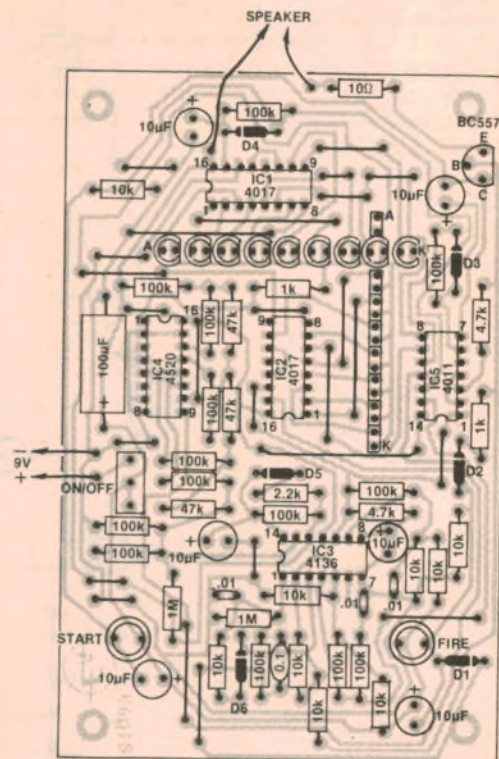 SPEAKER
10Ω
BC557
E
B
C
10µF
+
100k
D4
16
9
IC1
4017
1
8
10k
10µF
+
A
A
K
100k
D3
100k
1k
4.7k
100µF
+
1
16
IC4
4520
8
9
100k
47k
100k
47k
9
8
IC2
4017
16
1
K
8
7
IC5
4011
14
1
1k
− 9V +
ON/OFF
100k
100k
47k
D5
2.2k
100k
100k
4.7k
D2
100k
100k
10µF
+
14
8
IC3
4136
1
7
10µF
+
10k
10k
10k
1M
.01
10k
.01
.01
1M
START
FIRE
10µF
+
10k
D6
100k
0.1
10k
10k
100k
100k
10k
D1
10µF
+